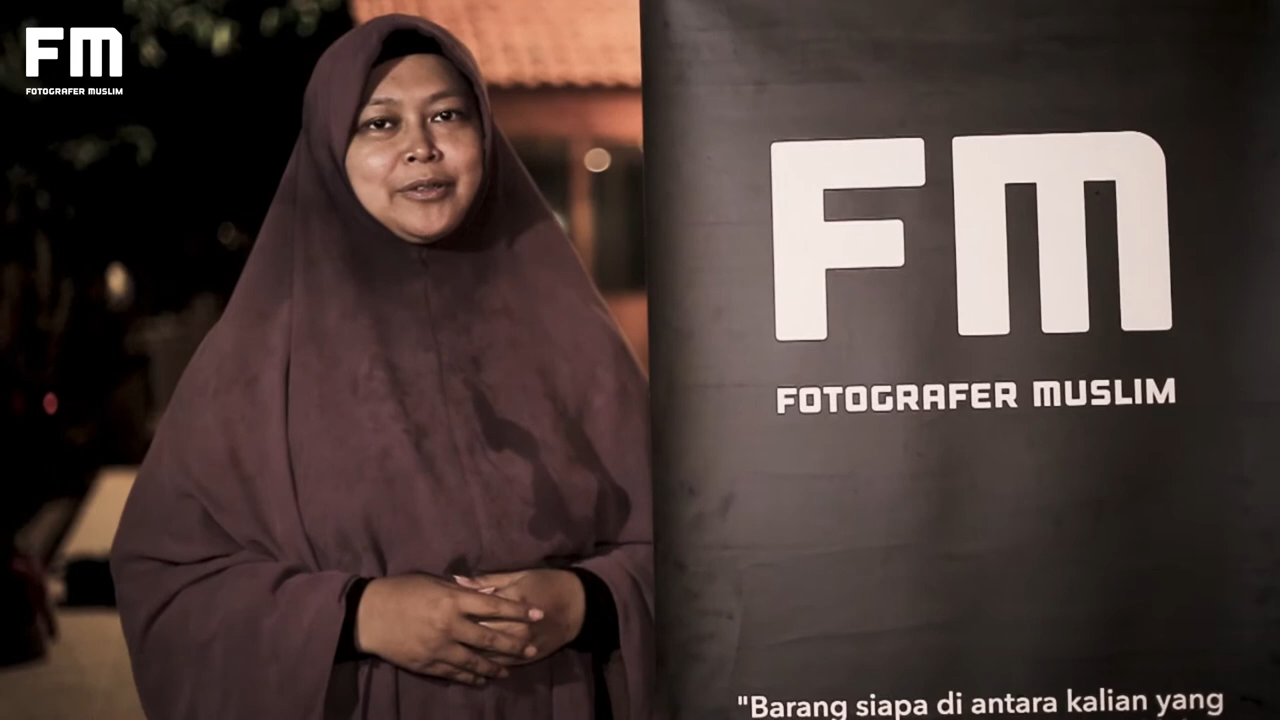 FM
FOTOGRAFER MUSLIM
FM
FOTOGRAFER MUSLIM
"Barang siapa di antara kalian yang